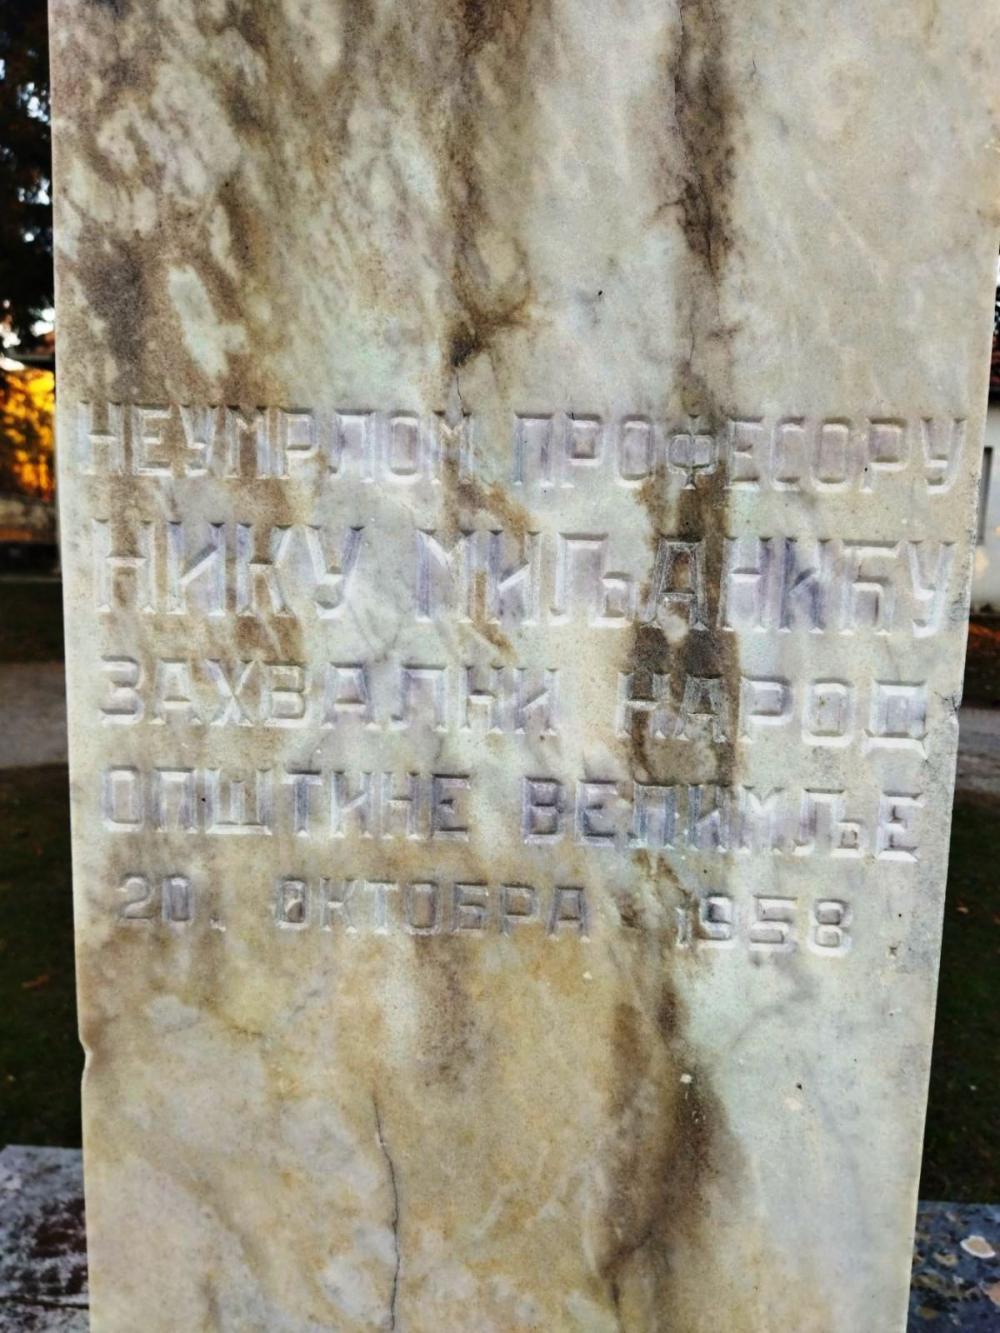 НЕУМРЛОМ ПРОФЕСОРУ
НИКУ МИЉАНИЋУ
ЗАХВАЛНИ НАРОД
ОПШТИНЕ ВЕЛИМЉЕ
20. ОКТОБРА 1958